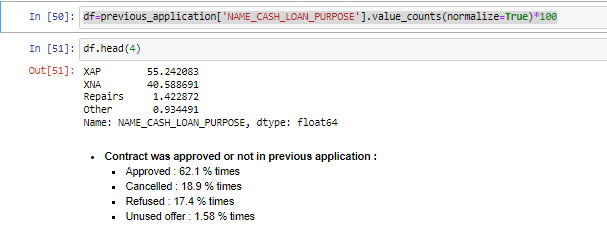 In [50]: df=previous_application['NAME_CASH_LOAN_PURPOSE'].value_counts(normalize=True)*100
In [51]: df.head(4)
Out[51]: XAP 55.242083
XNA 40.588691
Repairs 1.422872
Other 0.934491
Name: NAME_CASH_LOAN_PURPOSE, dtype: float64
• Contract was approved or not in previous application :
▪ Approved : 62.1 % times
▪ Cancelled : 18.9 % times
▪ Refused : 17.4 % times
▪ Unused offer : 1.58 % times